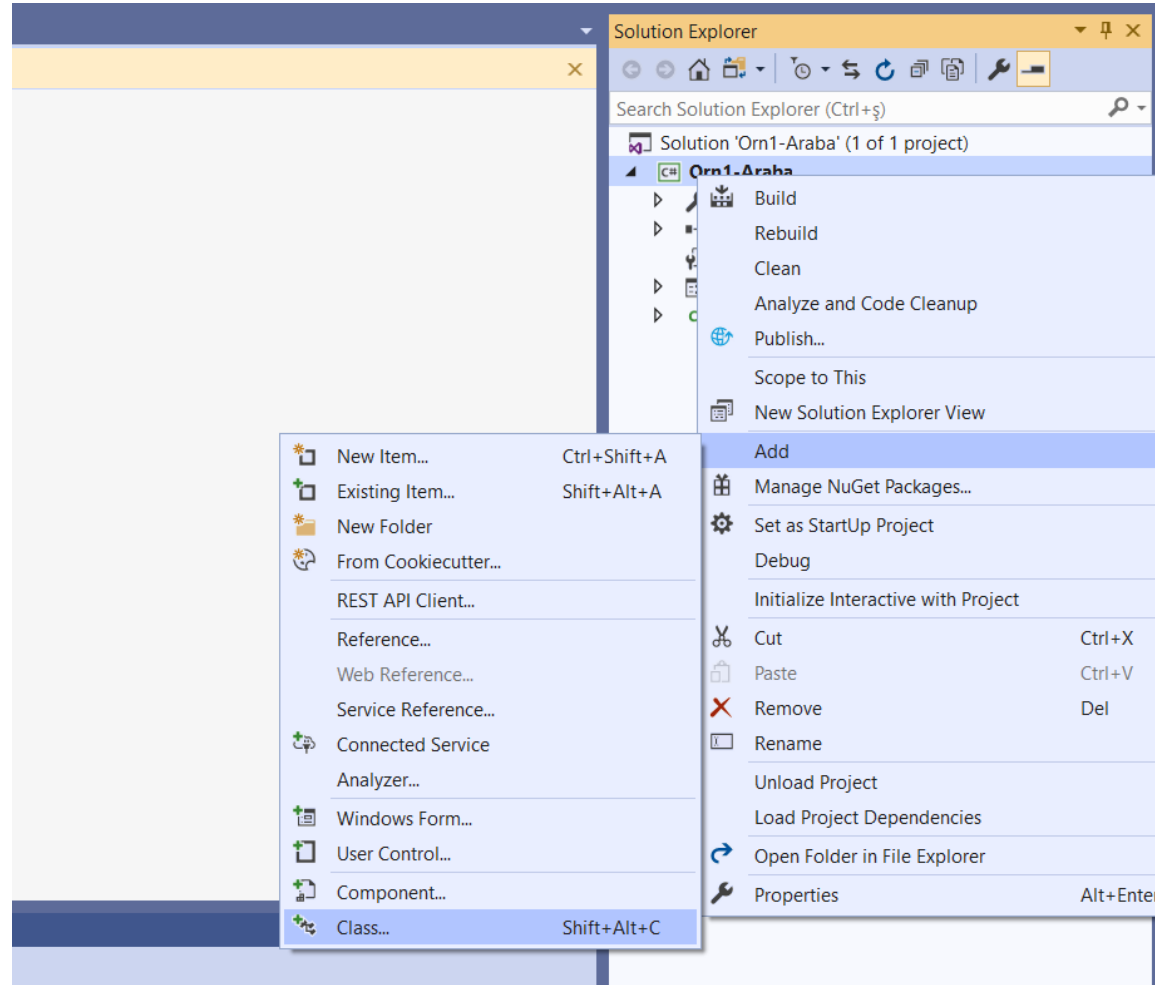 Solution Explorer
Search Solution Explorer (Ctrl+ş)
Solution 'Orn1-Araba' (1 of 1 project)
C# Orn1-Araba
Build
Rebuild
Clean
Analyze and Code Cleanup
Publish...
Scope to This
New Solution Explorer View
Add
Manage NuGet Packages...
Set as StartUp Project
Debug
Initialize Interactive with Project
Cut Ctrl+X
Paste Ctrl+V
Remove Del
Rename
Unload Project
Load Project Dependencies
Open Folder in File Explorer
Properties Alt+Enter
New Item... Ctrl+Shift+A
Existing Item... Shift+Alt+A
New Folder
From Cookiecutter...
REST API Client...
Reference...
Web Reference...
Service Reference...
Connected Service
Analyzer...
Windows Form...
User Control...
Component...
Class... Shift+Alt+C